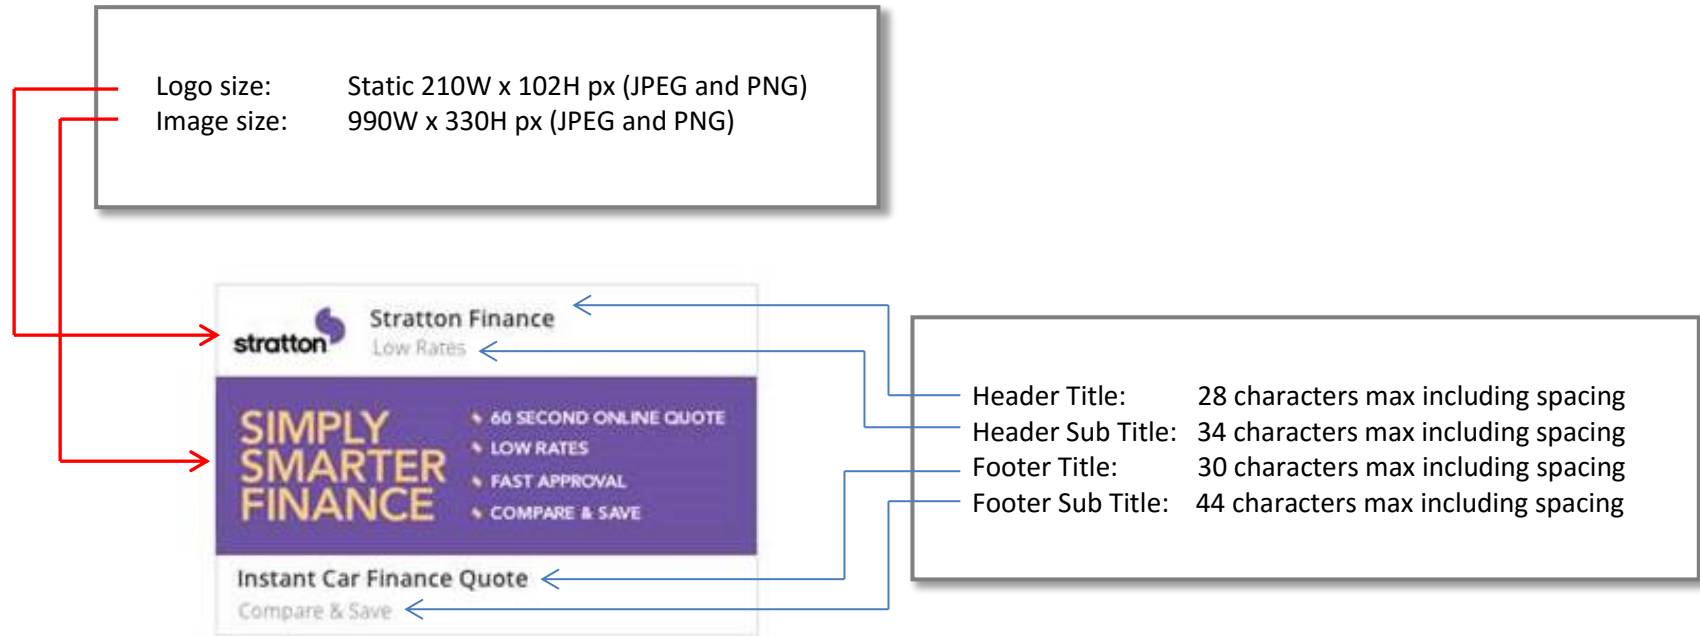 Logo size: Static 210W x 102H px (JPEG and PNG)
Image size: 990W x 330H px (JPEG and PNG)
stratton
Stratton Finance
Low Rates
SIMPLY
SMARTER
FINANCE
60 SECOND ONLINE QUOTE
LOW RATES
FAST APPROVAL
COMPARE & SAVE
Instant Car Finance Quote
Compare & Save
Header Title: 28 characters max including spacing
Header Sub Title: 34 characters max including spacing
Footer Title: 30 characters max including spacing
Footer Sub Title: 44 characters max including spacing